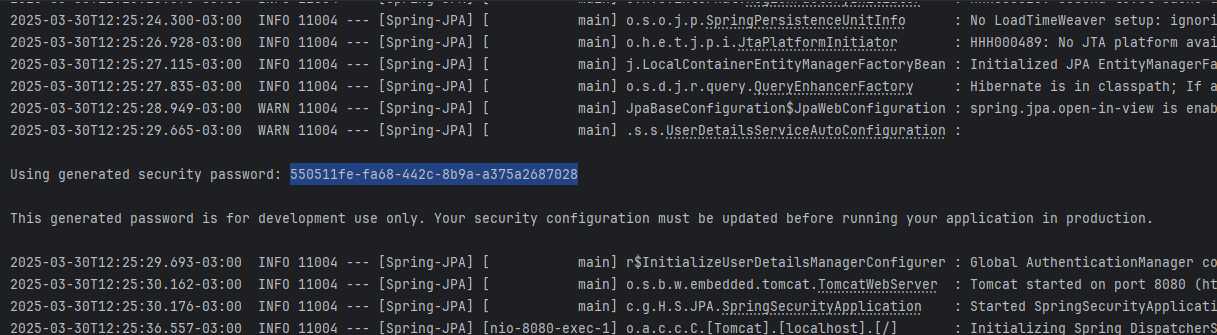 2025-03-30T12:25:24.300-03:00  INFO 11004 --- [Spring-JPA] [           main] o.s.o.j.p.SpringPersistenceUnitInfo      : No LoadTimeWeaver setup: ignori
2025-03-30T12:25:26.928-03:00  INFO 11004 --- [Spring-JPA] [           main] o.h.e.t.j.p.i.JtaPlatformInitiator       : HHH000489: No JTA platform avai
2025-03-30T12:25:27.115-03:00  INFO 11004 --- [Spring-JPA] [           main] j.LocalContainerEntityManagerFactoryBean : Initialized JPA EntityManagerFa
2025-03-30T12:25:27.835-03:00  INFO 11004 --- [Spring-JPA] [           main] o.s.d.j.r.query.QueryEnhancerFactory     : Hibernate is in classpath; If a
2025-03-30T12:25:28.949-03:00  WARN 11004 --- [Spring-JPA] [           main] JpaBaseConfiguration$JpaWebConfiguration : spring.jpa.open-in-view is enab
2025-03-30T12:25:29.665-03:00  WARN 11004 --- [Spring-JPA] [           main] .s.s.UserDetailsServiceAutoConfiguration :
Using generated security password: 550511fe-fa68-442c-8b9a-a375a2687028
This generated password is for development use only. Your security configuration must be updated before running your application in production.
2025-03-30T12:25:29.693-03:00  INFO 11004 --- [Spring-JPA] [           main] r$InitializeUserDetailsManagerConfigurer : Global AuthenticationManager co
2025-03-30T12:25:30.162-03:00  INFO 11004 --- [Spring-JPA] [           main] o.s.b.w.embedded.tomcat.TomcatWebServer  : Tomcat started on port 8080 (ht
2025-03-30T12:25:30.176-03:00  INFO 11004 --- [Spring-JPA] [           main] c.g.H.S.JPA.SpringSecurityApplication    : Started SpringSecurityApplicati
2025-03-30T12:25:36.557-03:00  INFO 11004 --- [Spring-JPA] [nio-8080-exec-1] o.a.c.c.C.[Tomcat].[localhost].[/]       : Initializing Spring DispatcherS